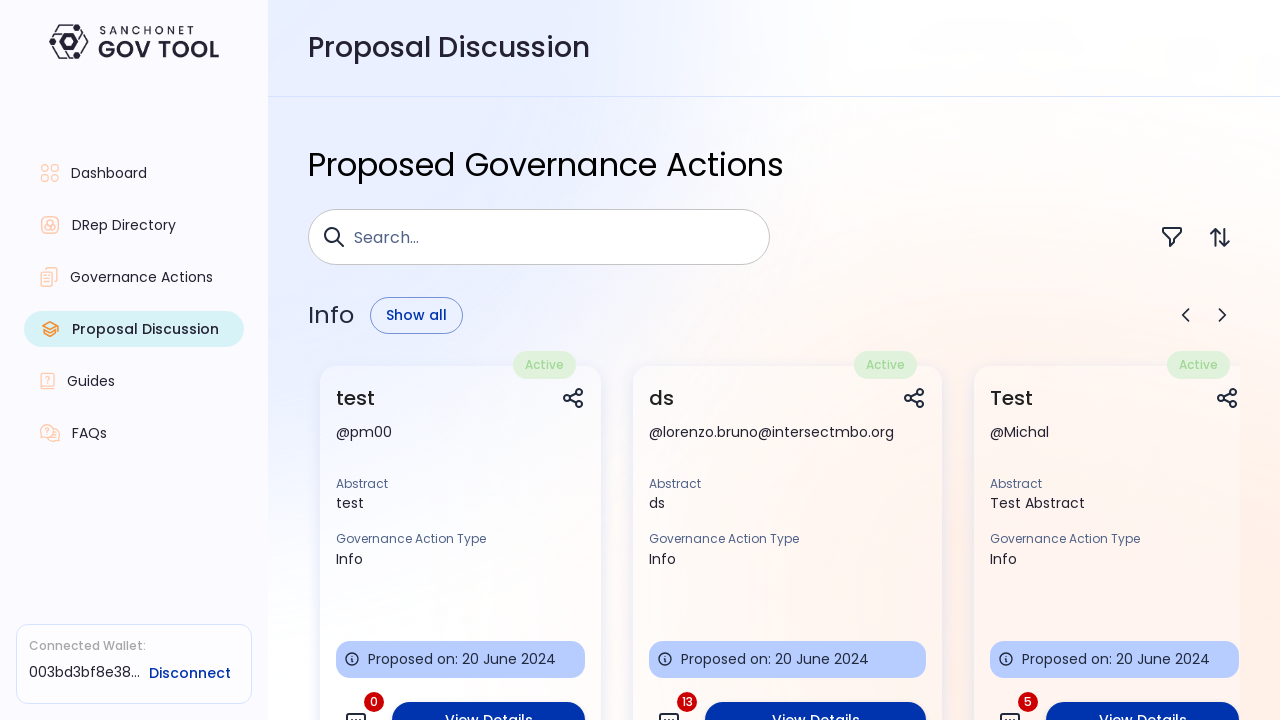 SANCHONET
GOV TOOL
Proposal Discussion
Dashboard
DRep Directory
Governance Actions
Proposal Discussion
Guides
FAQs
Connected Wallet:
003bd3bf8e38... Disconnect
Proposed Governance Actions
Search...
Info Show all
Active
test
@pm00
Abstract
test
Governance Action Type
Info
Proposed on: 20 June 2024
0
View Details
Active
ds
@lorenzo.bruno@intersectmbo.org
Abstract
ds
Governance Action Type
Info
Proposed on: 20 June 2024
13
View Details
Active
Test
@Michal
Abstract
Test Abstract
Governance Action Type
Info
Proposed on: 20 June 2024
5
View Details